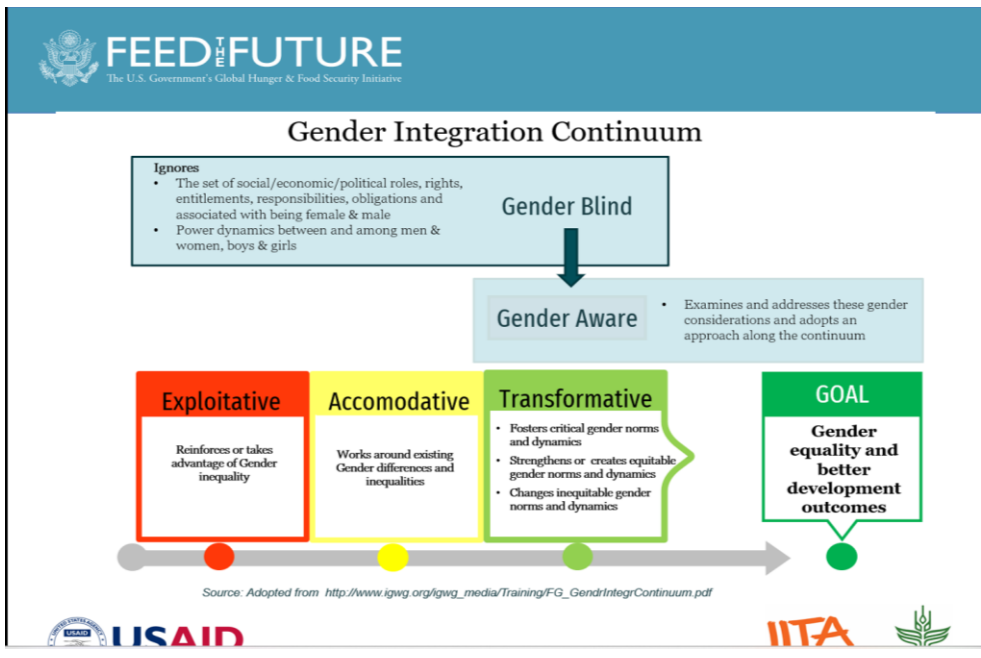 FEED THE FUTURE
The U.S. Government's Global Hunger & Food Security Initiative
Gender Integration Continuum
Ignores
• The set of social/economic/political roles, rights,
entitlements, responsibilities, obligations and
associated with being female & male
• Power dynamics between and among men &
women, boys & girls
Gender Blind
Gender Aware
• Examines and addresses these gender
considerations and adopts an
approach along the continuum
Exploitative
Reinforces or takes
advantage of Gender
inequality
Accomodative
Works around existing
Gender differences and
inequalities
Transformative
• Fosters critical gender norms
and dynamics
• Strengthens or creates equitable
gender norms and dynamics
• Changes inequitable gender
norms and dynamics
GOAL
Gender
equality and
better
development
outcomes
Source: Adopted from http://www.igwg.org/igwg_media/Training/FG_GendrIntegrContinuum.pdf
USAID
USAID
IITA